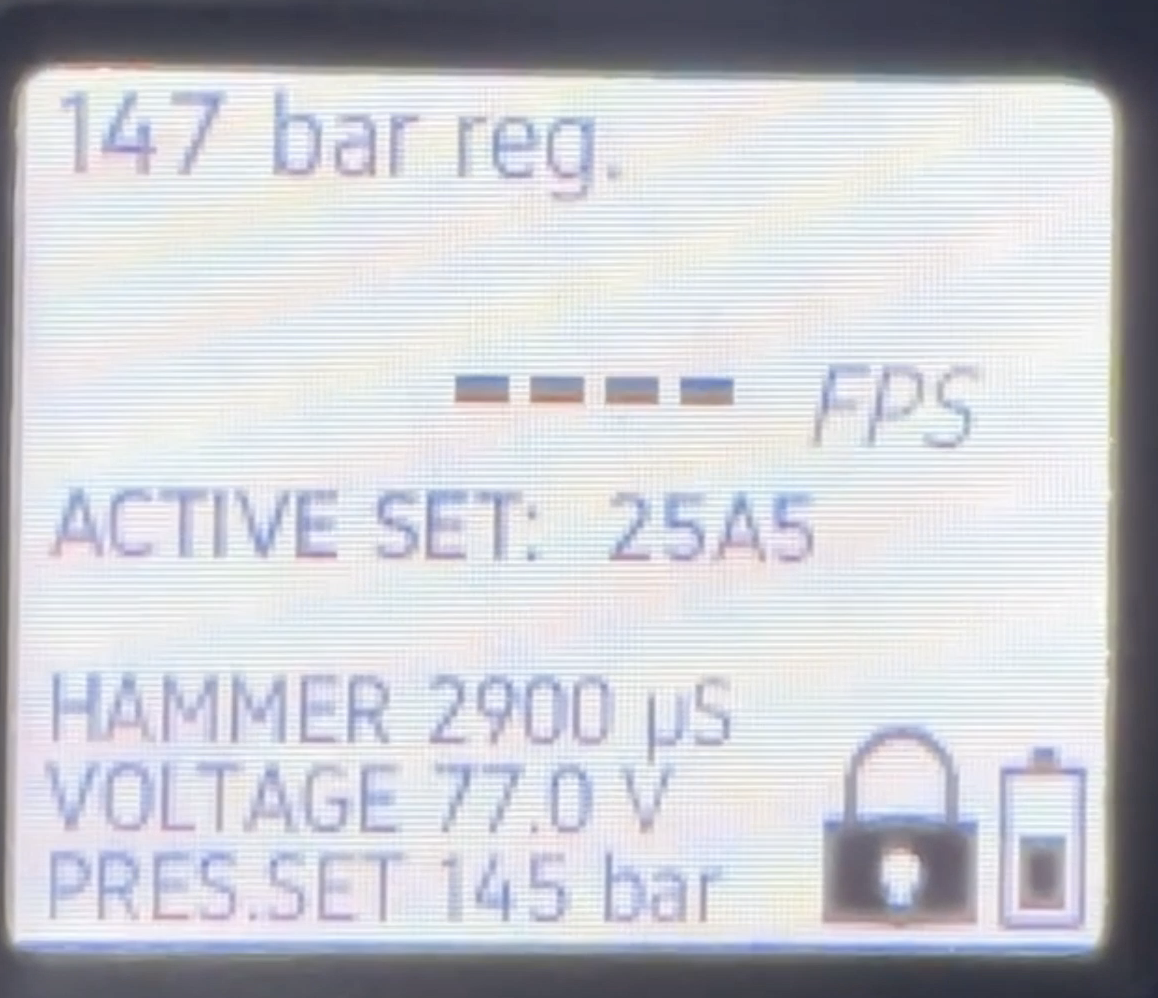 147 bar reg.
---- FPS
ACTIVE SET: 25A5
HAMMER 2900 µS
VOLTAGE 77.0 V
PRES.SET 145 bar